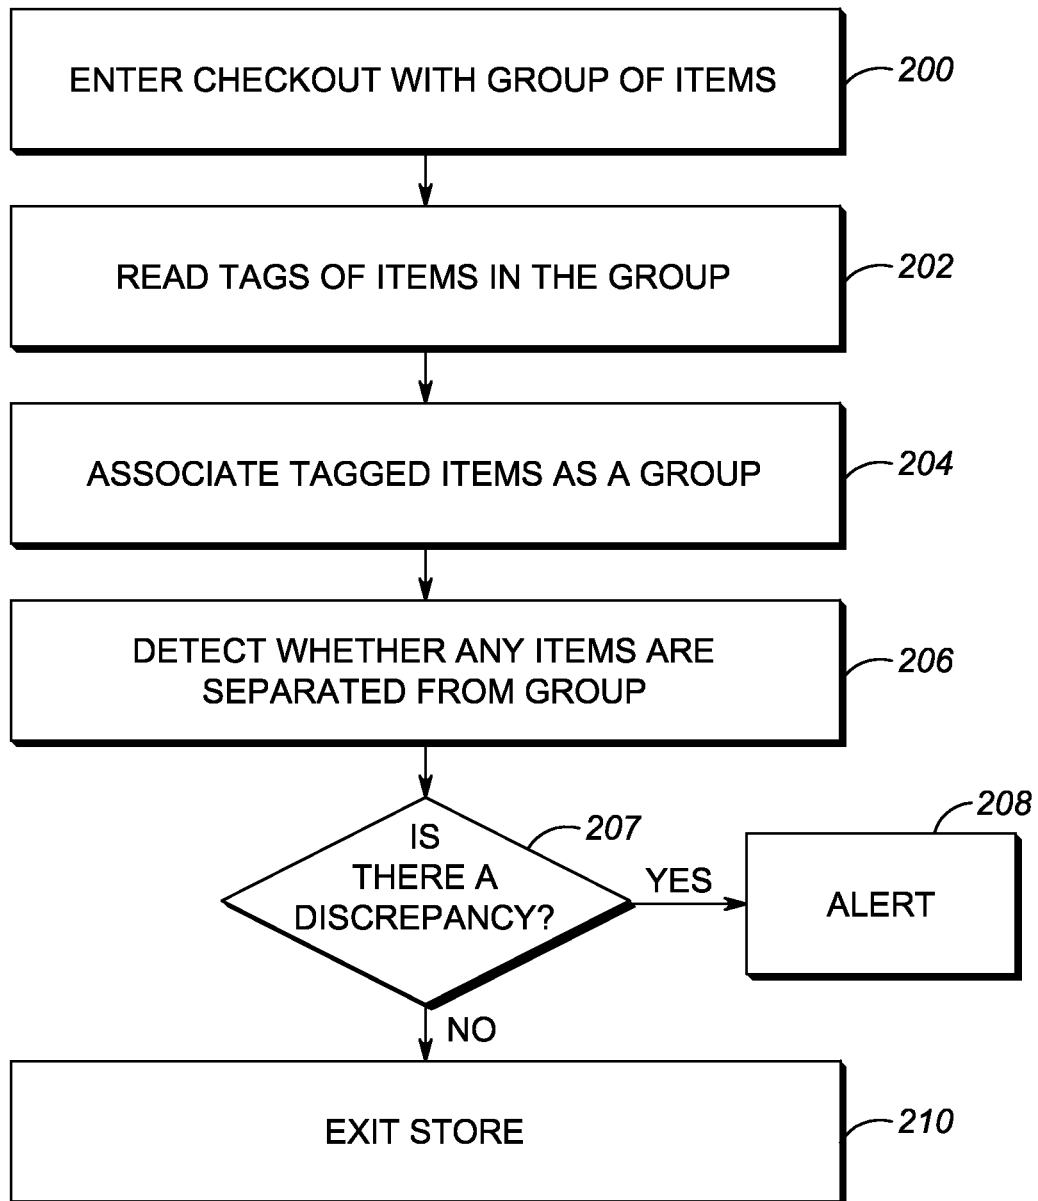 ENTER CHECKOUT WITH GROUP OF ITEMS
200
READ TAGS OF ITEMS IN THE GROUP
202
ASSOCIATE TAGGED ITEMS AS A GROUP
204
DETECT WHETHER ANY ITEMS ARE
SEPARATED FROM GROUP
206
IS
THERE A
DISCREPANCY?
207
YES
208
ALERT
NO
EXIT STORE
210